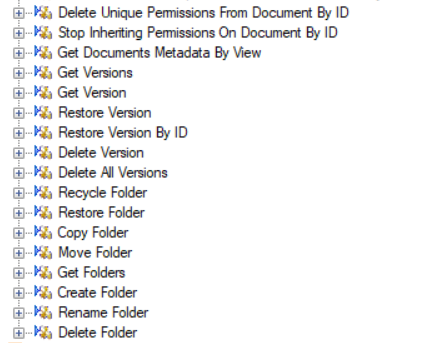 Delete Unique Permissions From Document By ID
Stop Inheriting Permissions On Document By ID
Get Documents Metadata By View
Get Versions
Get Version
Restore Version
Restore Version By ID
Delete Version
Delete All Versions
Recycle Folder
Restore Folder
Copy Folder
Move Folder
Get Folders
Create Folder
Rename Folder
Delete Folder